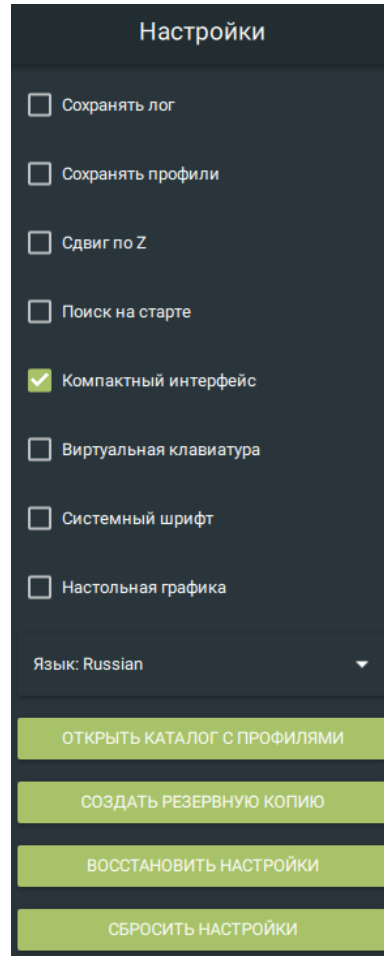 Настройки
Сохранять лог
Сохранять профили
Сдвиг по Z
Поиск на старте
Компактный интерфейс
Виртуальная клавиатура
Системный шрифт
Настольная графика
Язык: Russian
ОТКРЫТЬ КАТАЛОГ С ПРОФИЛЯМИ
СОЗДАТЬ РЕЗЕРВНУЮ КОПИЮ
ВОССТАНОВИТЬ НАСТРОЙКИ
СБРОСИТЬ НАСТРОЙКИ